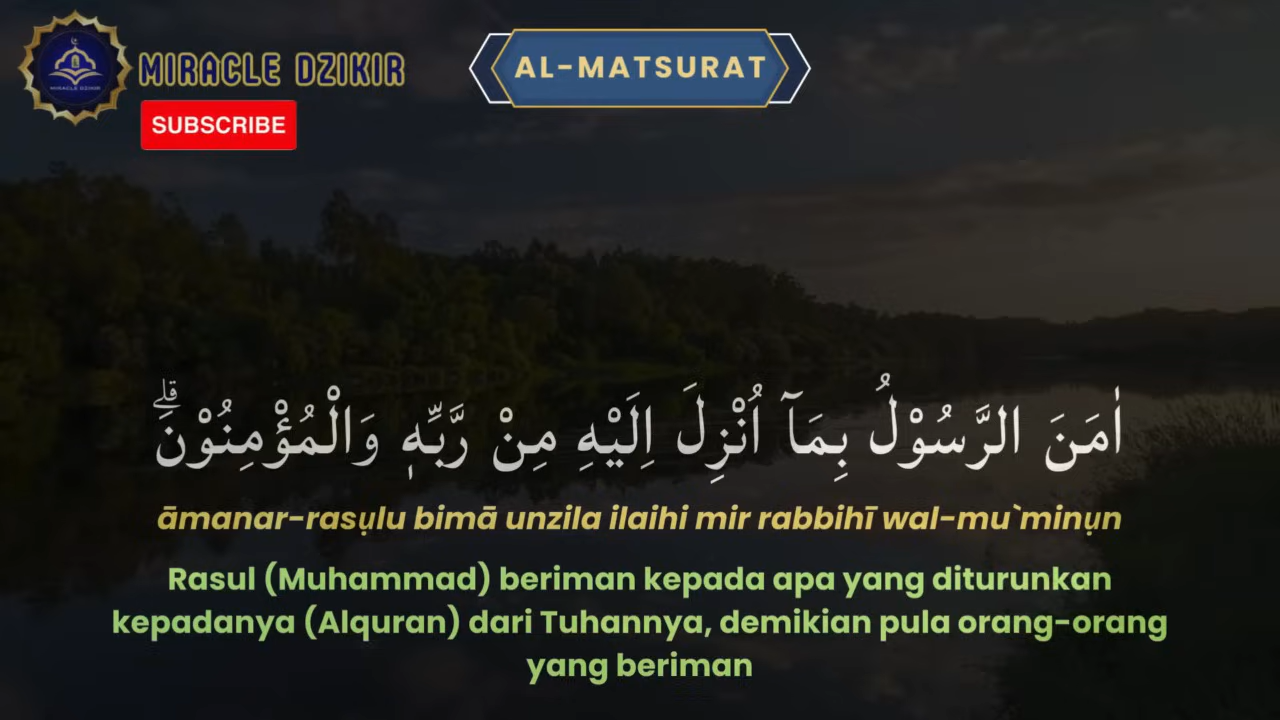 MIRACLE DZIKIR
AL-MATSURAT
SUBSCRIBE
اٰمَنَ الرَّسُوْلُ بِمَآ اُنْزِلَ اِلَيْهِ مِنْ رَّبِّهٖ وَالْمُؤْمِنُوْنَۗ
āmanar-rasụlu bimā unzila ilaihi mir rabbihī wal-mu`minụn
Rasul (Muhammad) beriman kepada apa yang diturunkan
kepadanya (Alquran) dari Tuhannya, demikian pula orang-orang
yang beriman